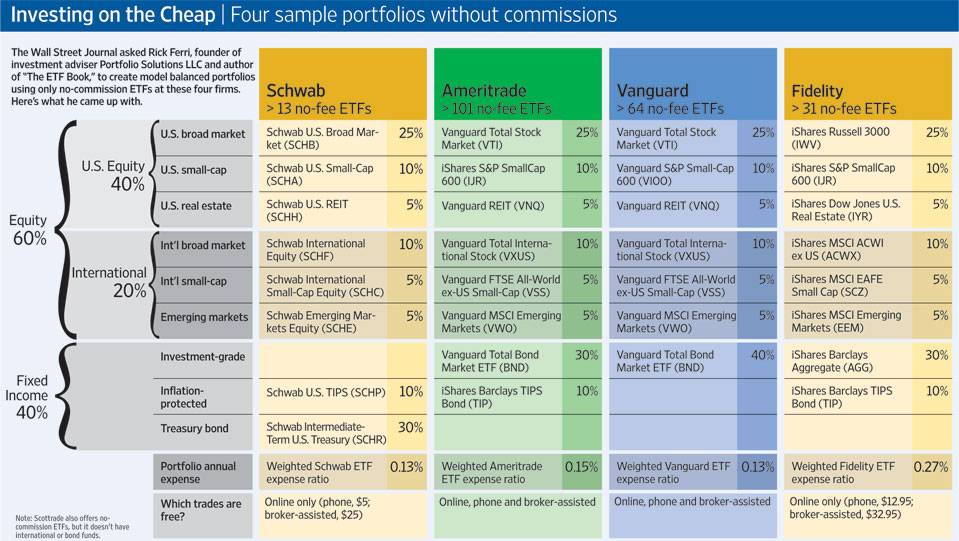 Investing on the Cheap | Four sample portfolios without commissions
The Wall Street Journal asked Rick Ferri, founder of
investment adviser Portfolio Solutions LLC and author
of "The ETF Book," to create model balanced portfolios
using only no-commission ETFs at these four firms.
Here's what he came up with.
Schwab
> 13 no-fee ETFs
Ameritrade
> 101 no-fee ETFs
Vanguard
> 64 no-fee ETFs
Fidelity
> 31 no-fee ETFs
Equity
60%
U.S. Equity
40%
U.S. broad market
Schwab U.S. Broad Mar-
ket (SCHB)
25%
Vanguard Total Stock
Market (VTI)
25%
Vanguard Total Stock
Market (VTI)
25%
iShares Russell 3000
(IWV)
25%
U.S. small-cap
Schwab U.S. Small-Cap
(SCHA)
10%
iShares S&P SmallCap
600 (IJR)
10%
Vanguard S&P Small-Cap
600 (VIOO)
10%
iShares S&P SmallCap
600 (IJR)
10%
U.S. real estate
Schwab U.S. REIT
(SCHH)
5%
Vanguard REIT (VNQ)
5%
Vanguard REIT (VNQ)
5%
iShares Dow Jones U.S.
Real Estate (IYR)
5%
International
20%
Int'l broad market
Schwab International
Equity (SCHF)
10%
Vanguard Total Interna-
tional Stock (VXUS)
10%
Vanguard Total Interna-
tional Stock (VXUS)
10%
iShares MSCI ACWI
ex US (ACWX)
10%
Int'l small-cap
Schwab International
Small-Cap Equity (SCHC)
5%
Vanguard FTSE All-World
ex-US Small-Cap (VSS)
5%
Vanguard FTSE All-World
ex-US Small-Cap (VSS)
5%
iShares MSCI EAFE
Small Cap (SCZ)
5%
Emerging markets
Schwab Emerging Mar-
kets Equity (SCHE)
5%
Vanguard MSCI Emerging
Markets (VWO)
5%
Vanguard MSCI Emerging
Markets (VWO)
5%
iShares MSCI Emerging
Markets (EEM)
5%
Fixed
Income
40%
Investment-grade
Vanguard Total Bond
Market ETF (BND)
30%
Vanguard Total Bond
Market ETF (BND)
40%
iShares Barclays
Aggregate (AGG)
30%
Inflation-
protected
Schwab U.S. TIPS (SCHP)
10%
iShares Barclays TIPS
Bond (TIP)
10%
iShares Barclays TIPS
Bond (TIP)
10%
Treasury bond
Schwab Intermediate-
Term U.S. Treasury (SCHR)
30%
Portfolio annual
expense
Weighted Schwab ETF
expense ratio
0.13%
Weighted Ameritrade
ETF expense ratio
0.15%
Weighted Vanguard ETF
expense ratio
0.13%
Weighted Fidelity ETF
expense ratio
0.27%
Which trades are
free?
Online only (phone, $5;
broker-assisted, $25)
Online, phone and broker-assisted
Online, phone and broker-assisted
Online only (phone, $12.95;
broker-assisted, $32.95)
Note: Scottrade also offers no-
commission ETFs, but it doesn't have
international or bond funds.